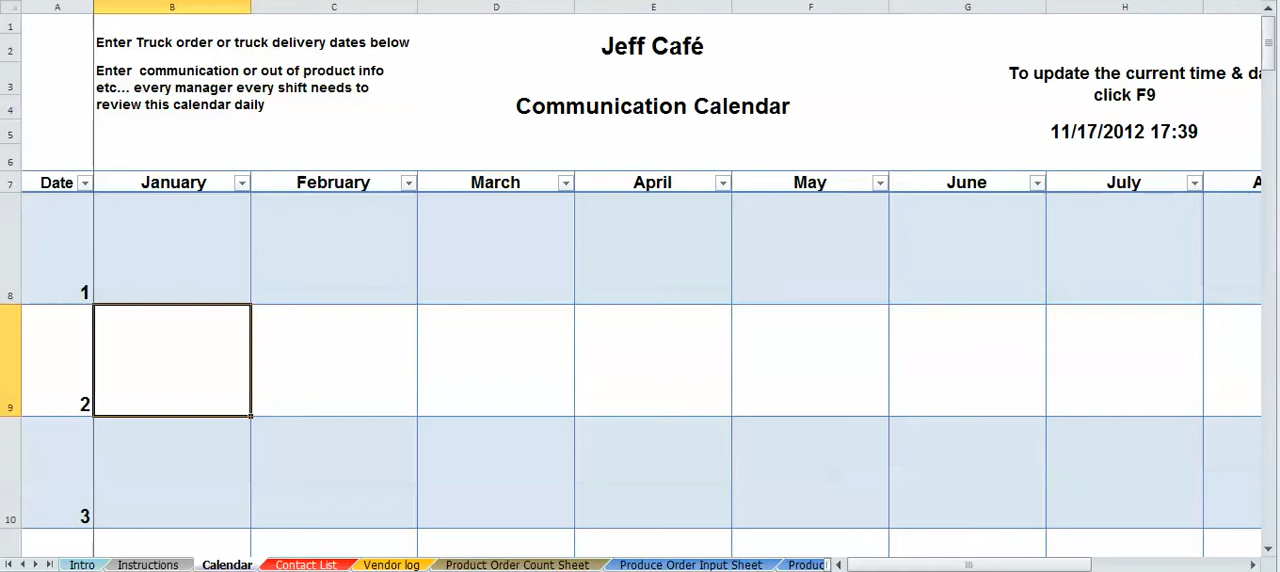 A B C D E F G H
1
Enter Truck order or truck delivery dates below
Jeff Café
2
Enter communication or out of product info
etc... every manager every shift needs to
review this calendar daily
To update the current time & da
click F9
3
Communication Calendar
4
11/17/2012 17:39
5
6
7 Date January February March April May June July A
8 1
9 2
10 3
Intro Instructions Calendar Contact List Vendor log Product Order Count Sheet Produce Order Input Sheet Produc